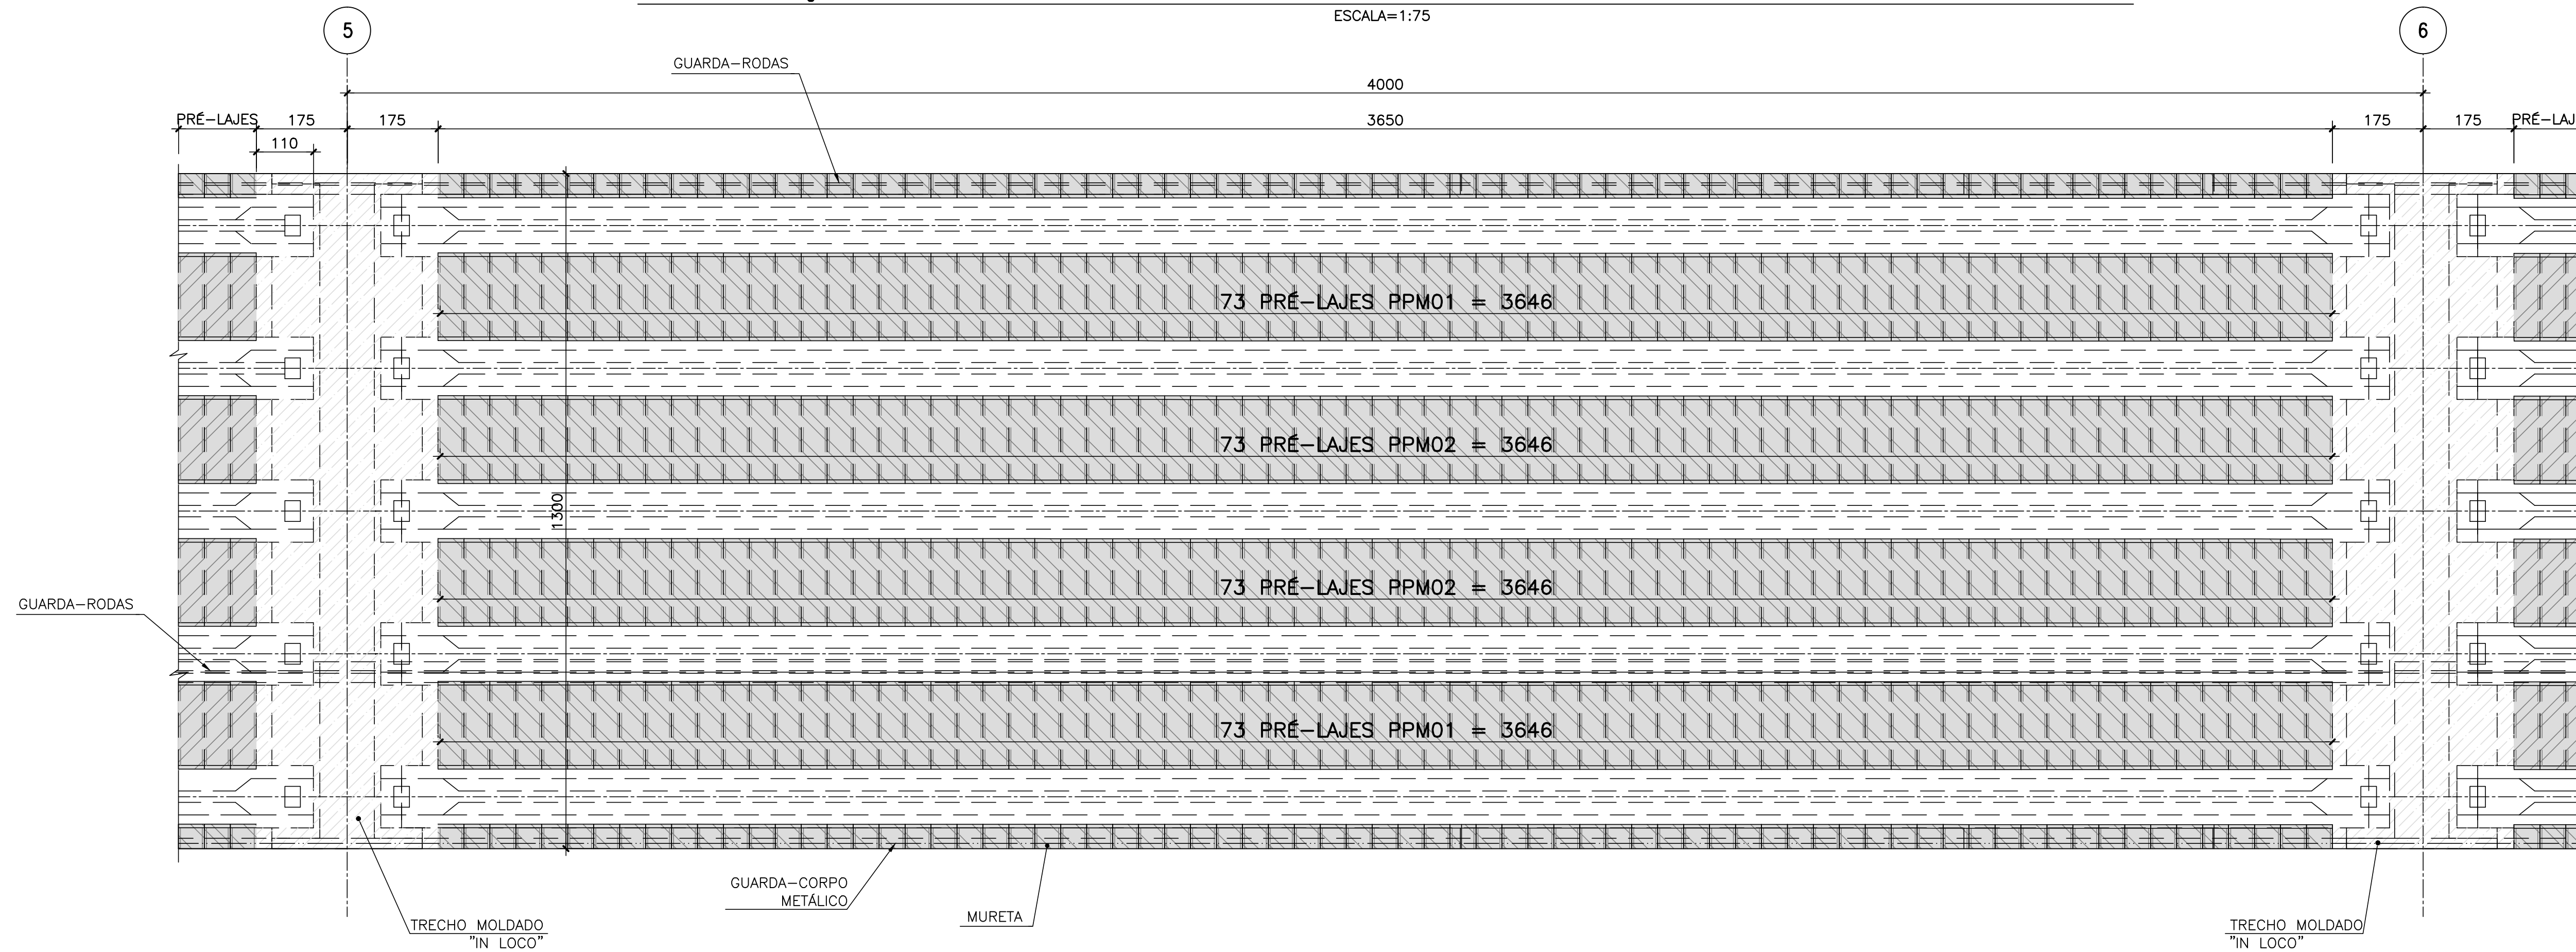 ESCALA=1:75
5
6
GUARDA-RODAS
4000
PRÉ-LAJES
175
175
3650
175
175
PRÉ-LAJ
110
73 PRÉ-LAJES PPM01 = 3646
73 PRÉ-LAJES PPM02 = 3646
1300
73 PRÉ-LAJES PPM02 = 3646
GUARDA-RODAS
73 PRÉ-LAJES PPM01 = 3646
GUARDA-CORPO
METÁLICO
MURETA
TRECHO MOLDADO
"IN LOCO"
TRECHO MOLDADO
"IN LOCO"